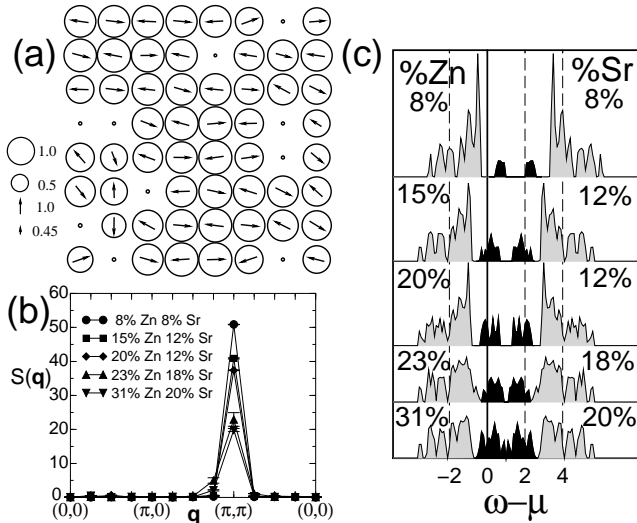 (a)
1.0
0.5
1.0
0.45
(b)
60
50
40
30
20
10
0
S(q)
8% Zn 8% Sr
15% Zn 12% Sr
20% Zn 12% Sr
23% Zn 18% Sr
31% Zn 20% Sr
(0,0) (π,0) q (π,π) (0,0)
(c)
%Zn %Sr
8% 8%
15% 12%
20% 12%
23% 18%
31% 20%
−2 0 2 4
ω−μ